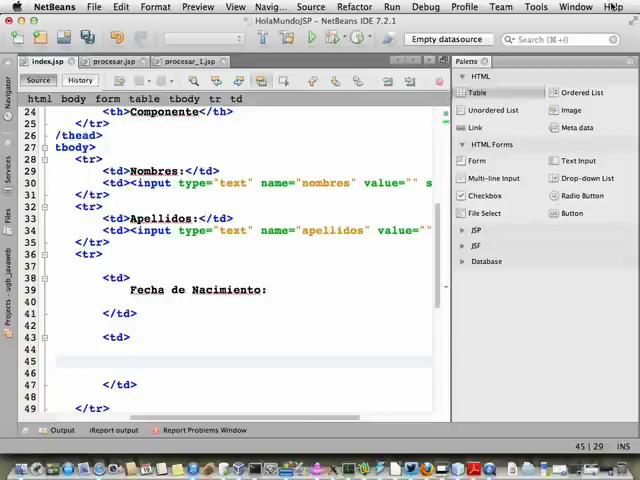 NetBeans File Edit Format Preview View Navig... Source Refactor Run Debug Profile Team Tools Window Help
HolaMundoJSP - NetBeans IDE 7.2.1
Empty datasource
Search (⌘+I)
index.jsp procesar.jsp procesar_1.jsp
Palette
Source History
html body form table tbody tr td
24 <th>Componente</th>
25 </tr>
26 /thead>
27 tbody>
28 <tr>
29 <td>Nombres:</td>
30 <td><input type="text" name="nombres" value="" s
31 </tr>
32 <tr>
33 <td>Apellidos:</td>
34 <td><input type="text" name="apellidos" value=""
35 </tr>
36 <tr>
37
38 <td>
39 Fecha de Nacimiento:
40
41 </td>
42
43 <td>
44
45
46
47 </td>
48
49 </tr>
HTML
Table Ordered List
Unordered List Image
Link Meta data
HTML Forms
Form Text Input
Multi-line Input Drop-down List
Checkbox Radio Button
File Select Button
JSP
JSF
Database
Navigator
Services
Files
Projects
ugb_javaweb
Output iReport output Report Problems Window
45 | 29 INS